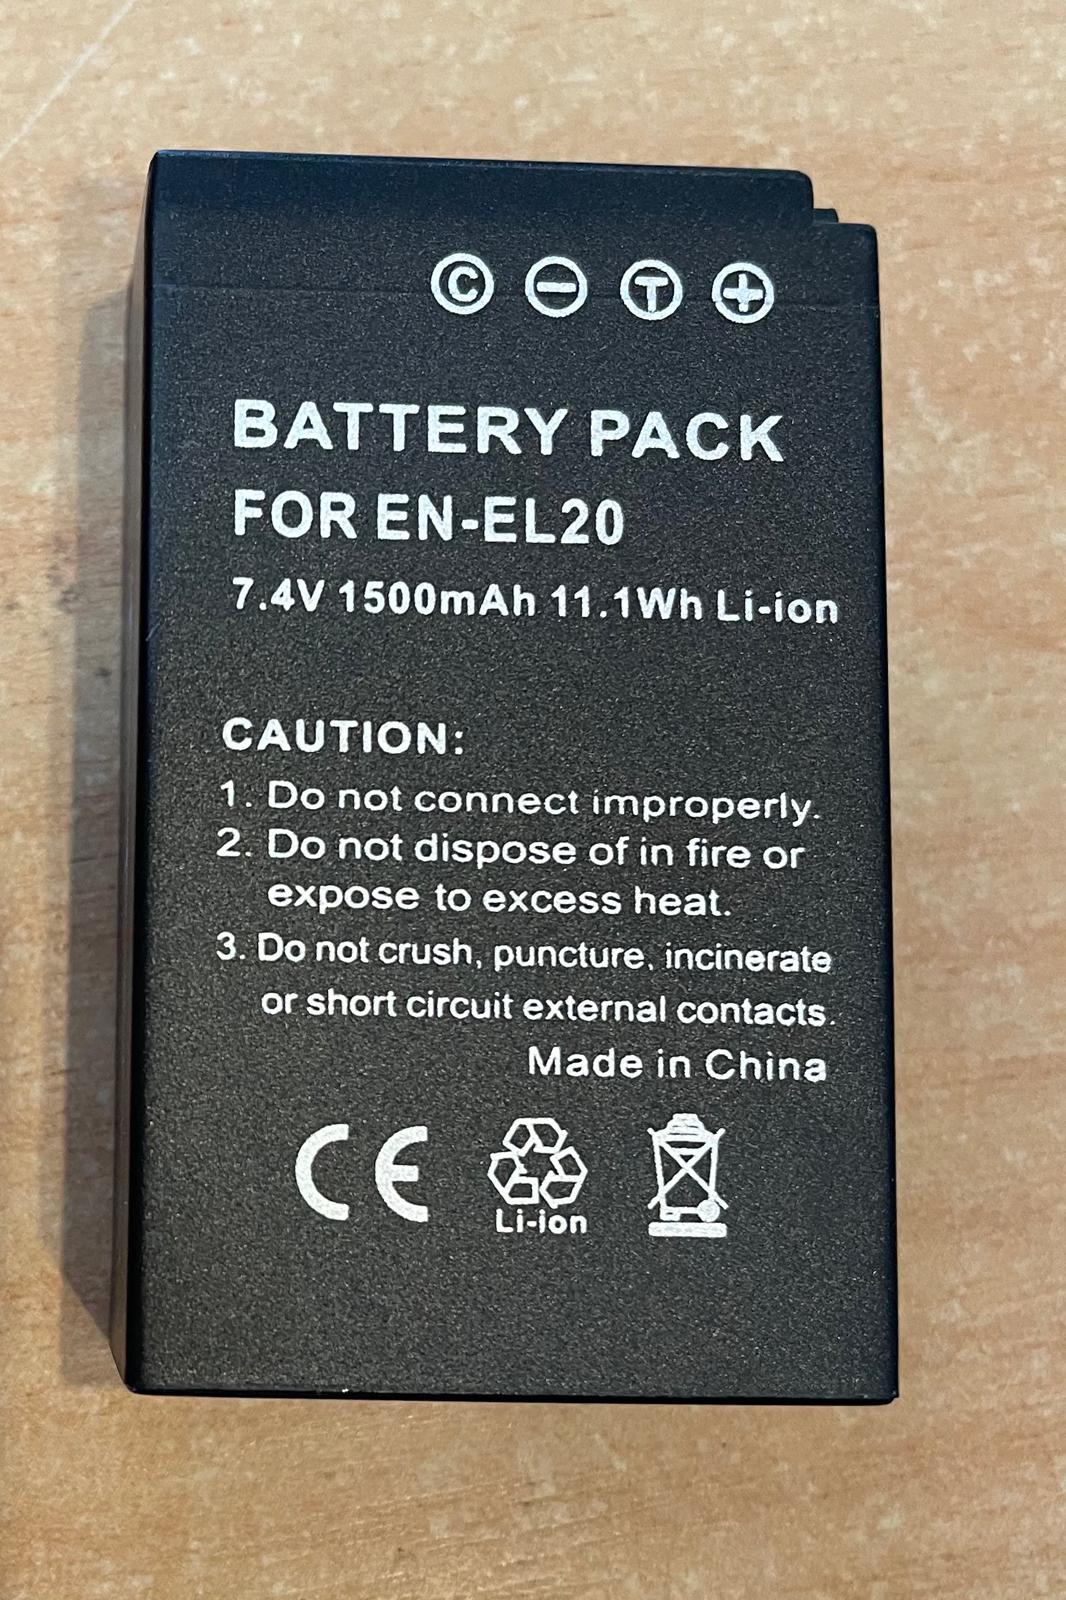 C - T +
BATTERY PACK
FOR EN-EL20
7.4V 1500mAh 11.1Wh Li-ion
CAUTION:
1. Do not connect improperly.
2. Do not dispose of in fire or
expose to excess heat.
3. Do not crush, puncture, incinerate
or short circuit external contacts.
Made in China
CE
Li-ion